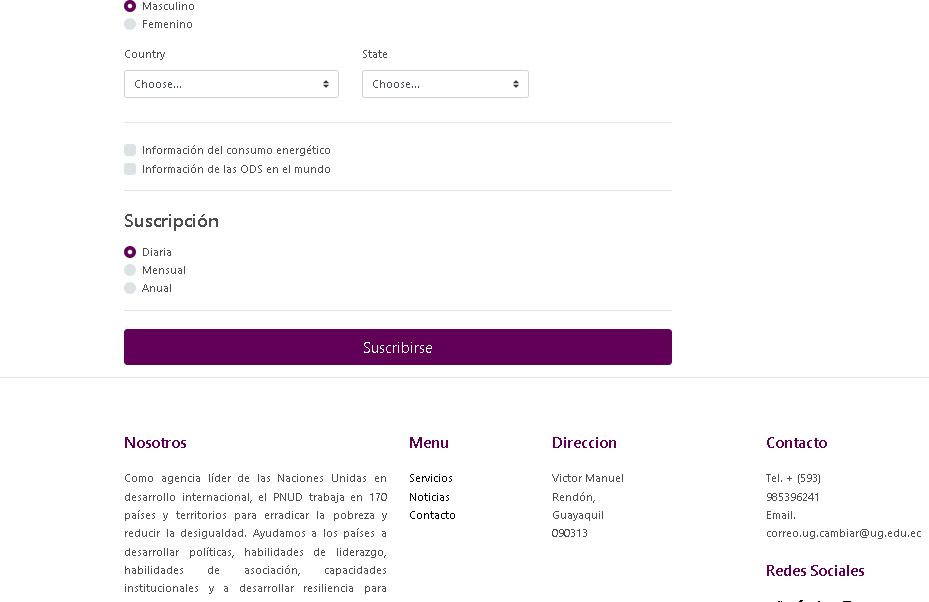 Masculino
Femenino
Country State
Choose... Choose...
Información del consumo energético
Información de las ODS en el mundo
Suscripción
Diaria
Mensual
Anual
Suscribirse
Nosotros
Como agencia líder de las Naciones Unidas en
desarrollo internacional, el PNUD trabaja en 170
países y territorios para erradicar la pobreza y
reducir la desigualdad. Ayudamos a los países a
desarrollar políticas, habilidades de liderazgo,
habilidades de asociación, capacidades
institucionales y a desarrollar resiliencia para
Menu
Servicios
Noticias
Contacto
Direccion
Victor Manuel
Rendón,
Guayaquil
090313
Contacto
Tel. + (593)
985396241
Email.
correo.ug.cambiar@ug.edu.ec
Redes Sociales